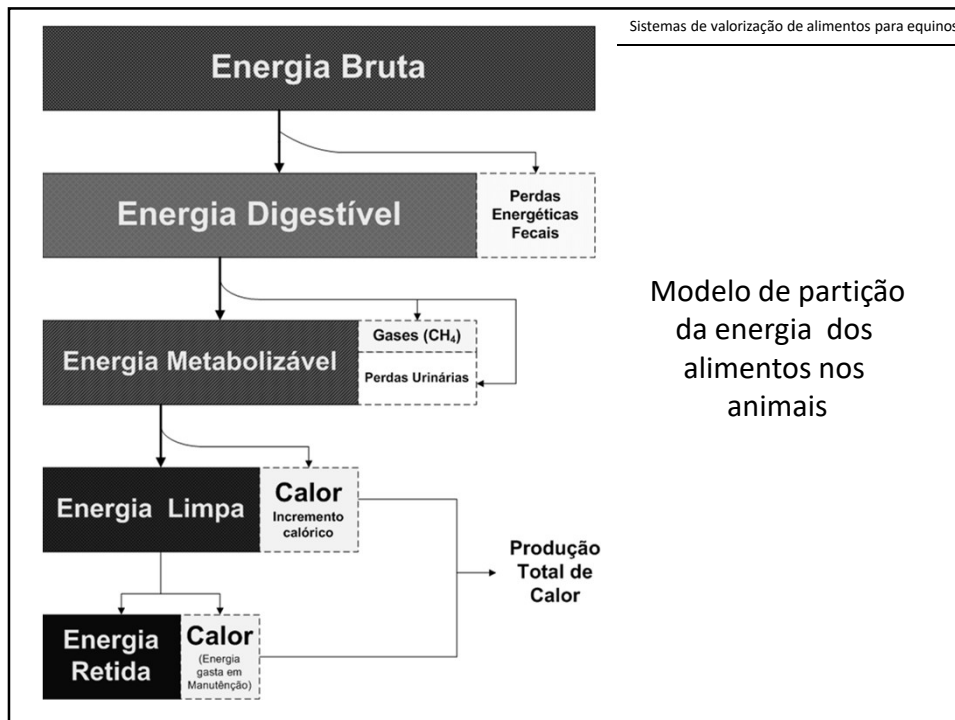 Sistemas de valorização de alimentos para equinos
Energia Bruta
Energia Digestível
Perdas
Energéticas
Fecais
Modelo de partição
da energia dos
alimentos nos
animais
Energia Metabolizável
Gases (CH₄)
Perdas Urinárias
Energia Limpa
Calor
Incremento
calórico
Produção
Total de
Calor
Energia
Retida
Calor
(Energia
gasta em
Manutênção)